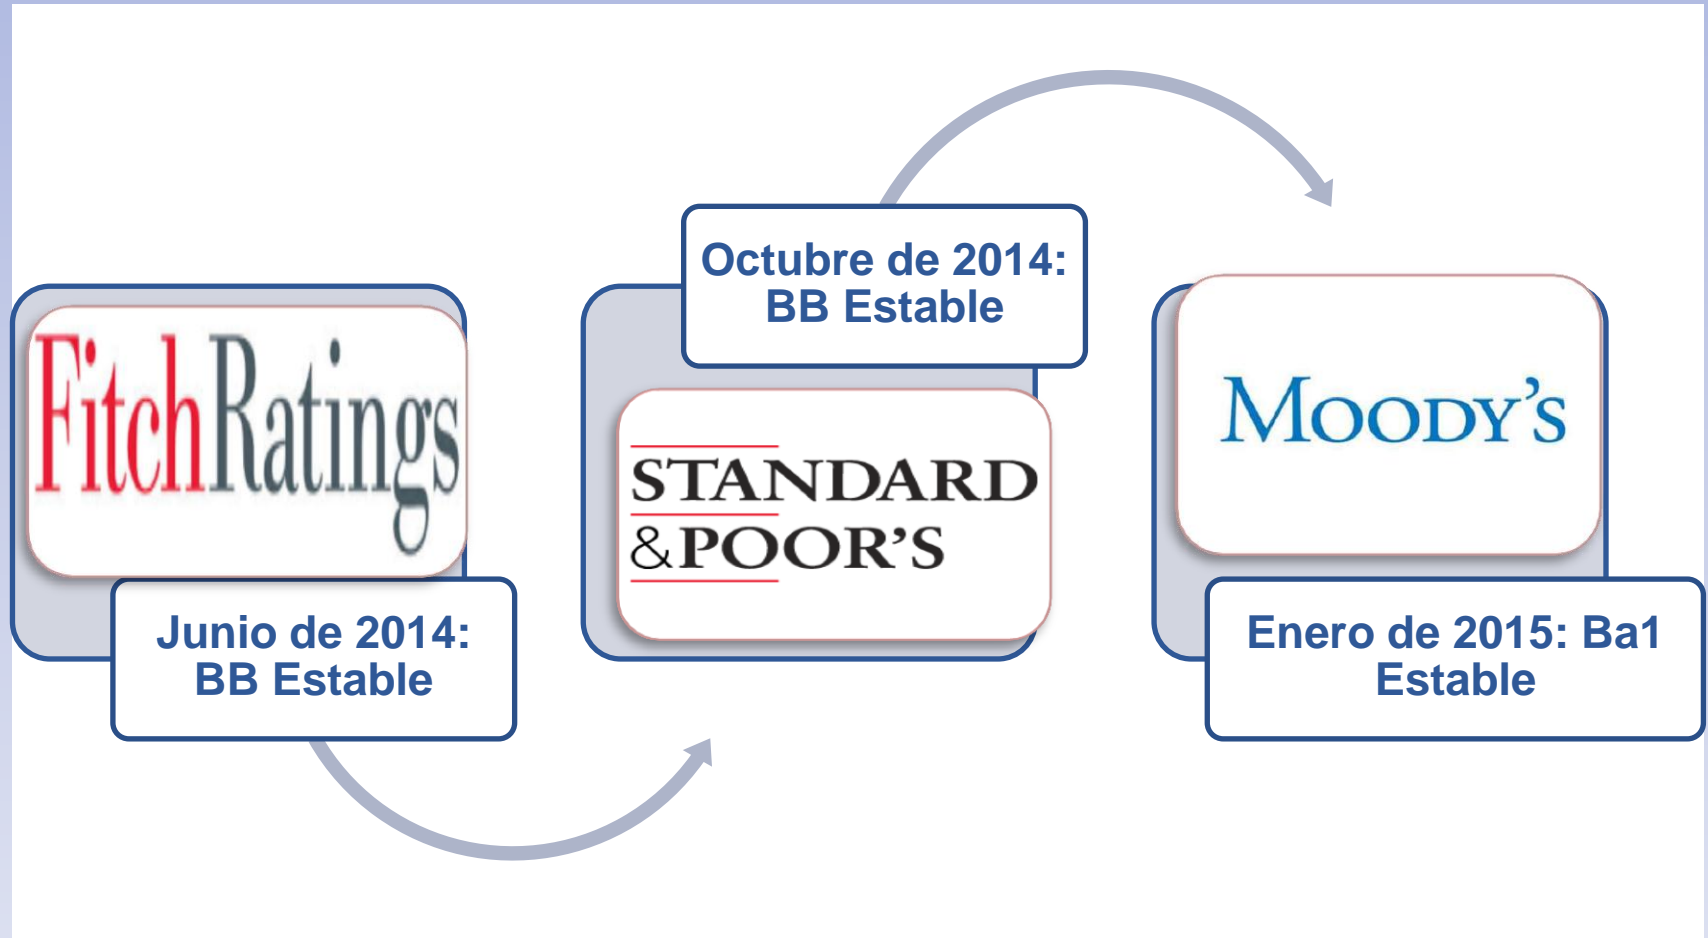 FitchRatings
Junio de 2014:
BB Estable
Octubre de 2014:
BB Estable
STANDARD
&POOR'S
MOODY'S
Enero de 2015: Ba1
Estable